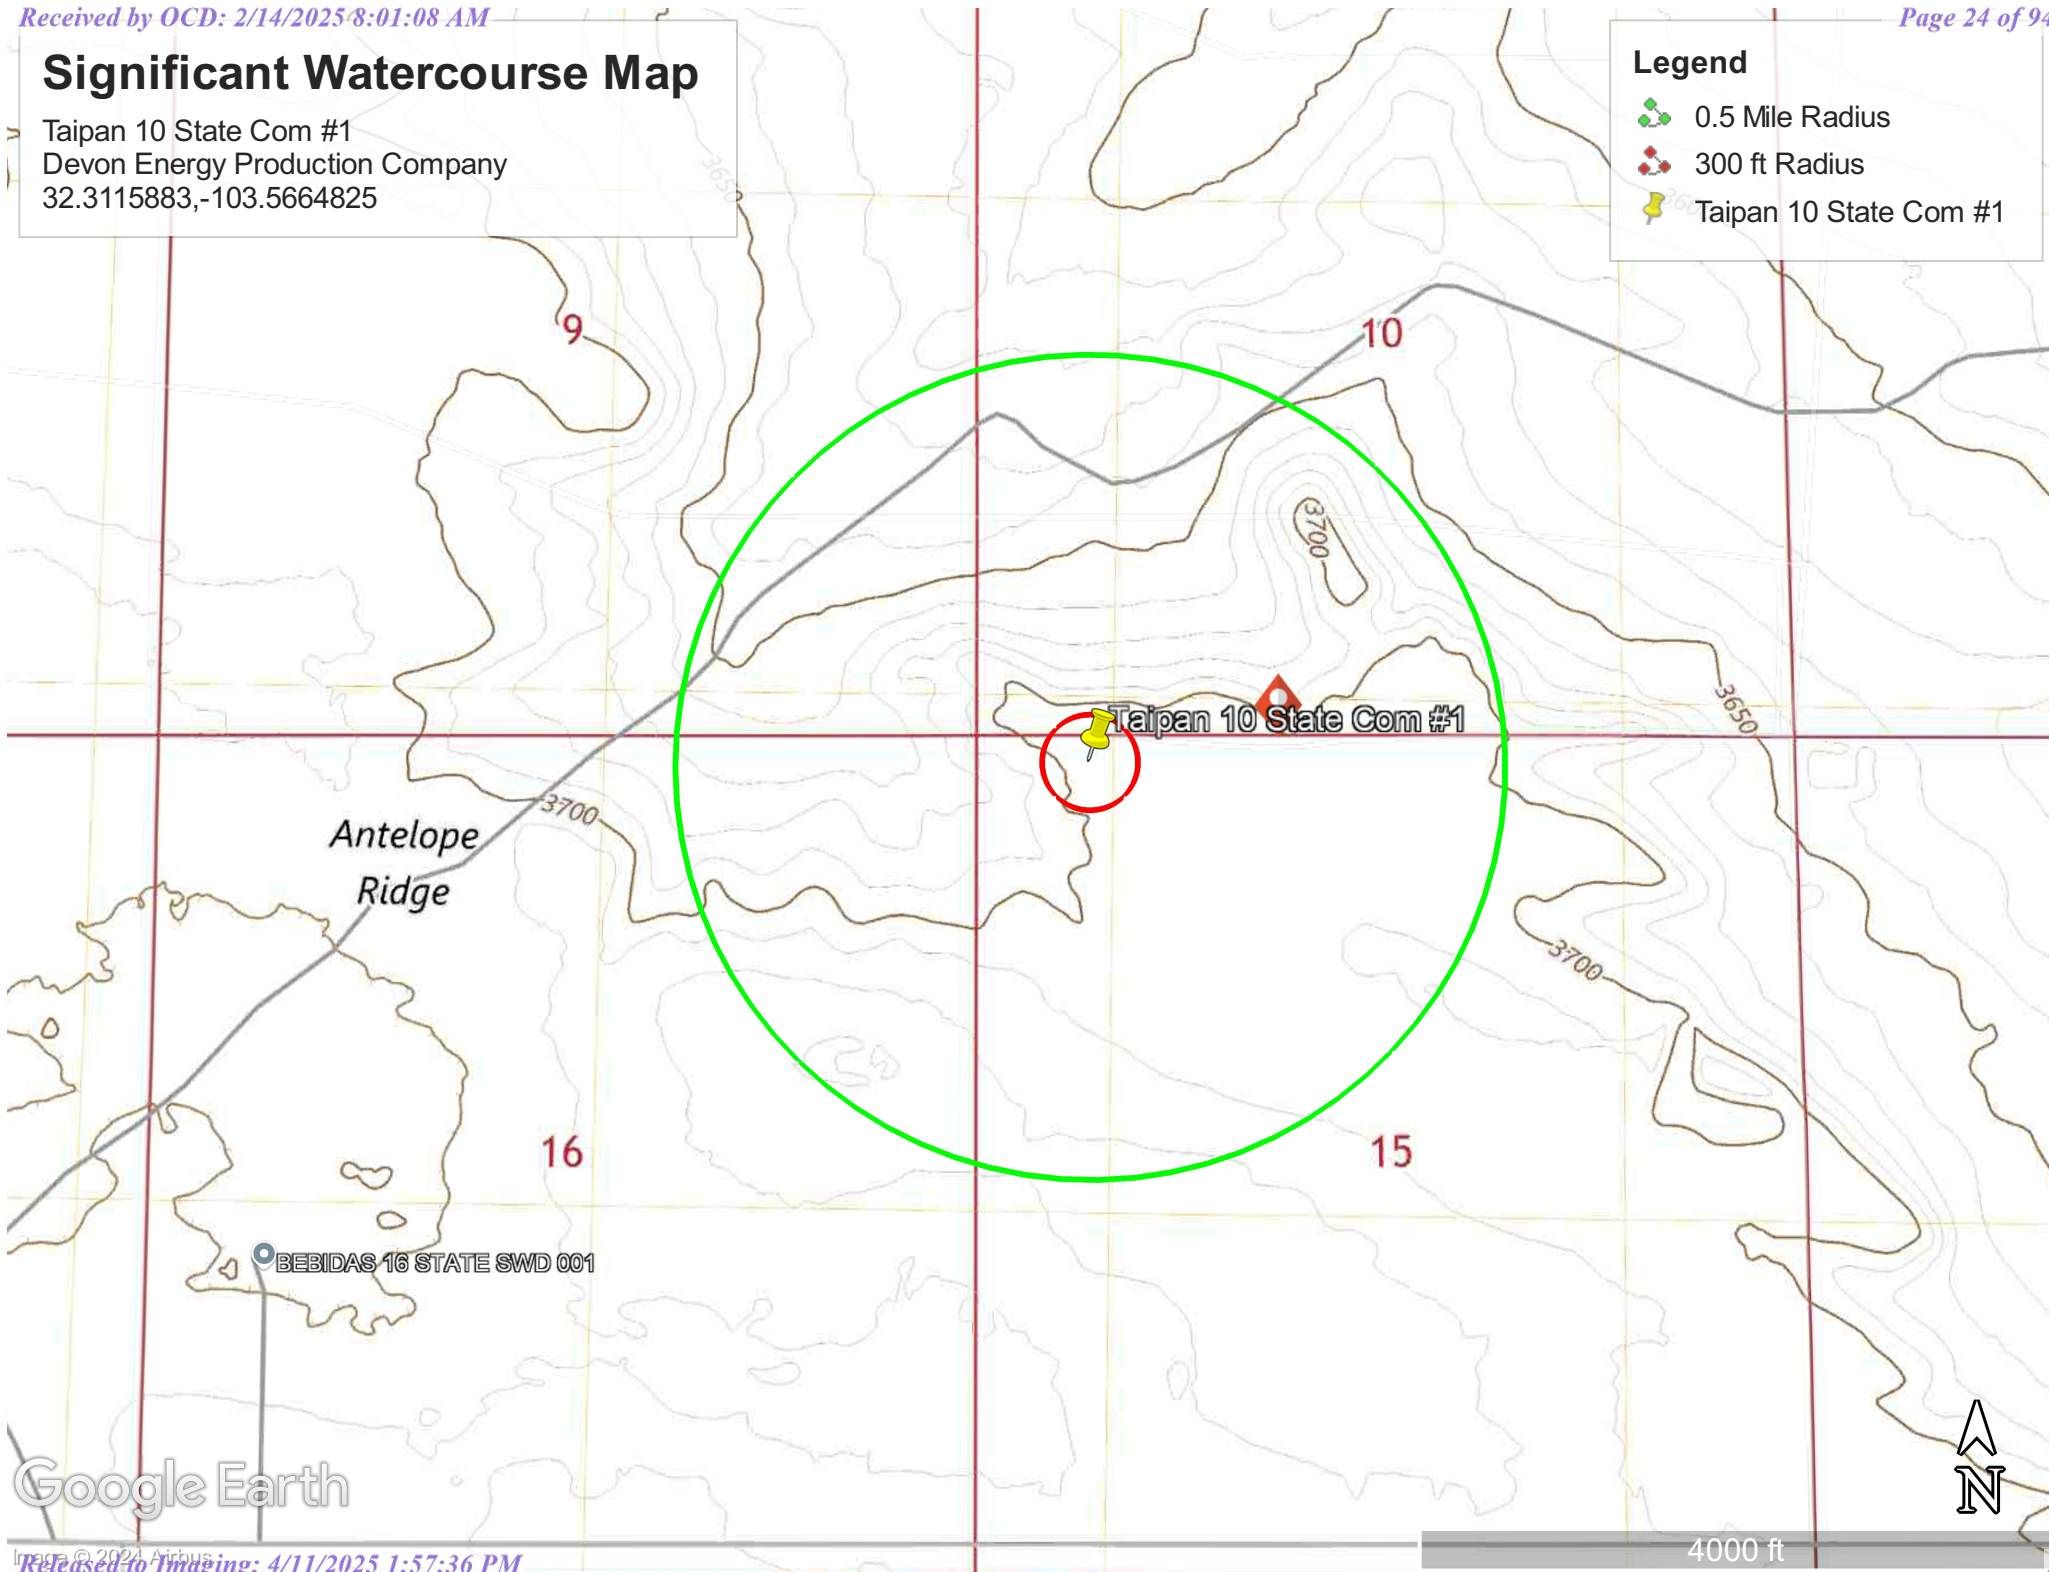 Received by OCD: 2/14/2025 8:01:08 AM
Page 24 of 94
Significant Watercourse Map
Taipan 10 State Com #1
Devon Energy Production Company
32.3115883,-103.5664825
Legend
0.5 Mile Radius
300 ft Radius
Taipan 10 State Com #1
3650
9
10
3700
3650
Taipan 10 State Com #1
3700
Antelope
Ridge
3700
16
15
BEBIDAS 16 STATE SWD 001
Google Earth
N
Image © 2024 Airbus
4000 ft
Released to Imaging: 4/11/2025 1:57:36 PM